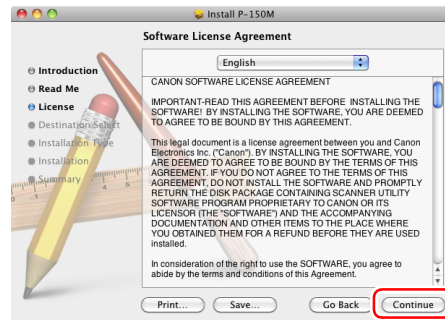 Install P-150M
Software License Agreement
English
Introduction
Read Me
License
Destination Select
Installation Type
Installation
Summary
CANON SOFTWARE LICENSE AGREEMENT
IMPORTANT-READ THIS AGREEMENT BEFORE INSTALLING THE
SOFTWARE! BY INSTALLING THE SOFTWARE, YOU ARE DEEMED
TO AGREE TO BE BOUND BY THIS AGREEMENT.
This legal document is a license agreement between you and Canon
Electronics Inc. ("Canon"). BY INSTALLING THE SOFTWARE, YOU
ARE DEEMED TO AGREE TO BE BOUND BY THE TERMS OF THIS
AGREEMENT. IF YOU DO NOT AGREE TO THE TERMS OF THIS
AGREEMENT, DO NOT INSTALL THE SOFTWARE AND PROMPTLY
RETURN THE DISK PACKAGE CONTAINING SCANNER UTILITY
SOFTWARE PROGRAM PROPRIETARY TO CANON OR ITS
LICENSOR (THE "SOFTWARE") AND THE ACCOMPANYING
DOCUMENTATION AND OTHER ITEMS TO THE PLACE WHERE
YOU OBTAINED THEM FOR A REFUND BEFORE THEY ARE USED
installed.
In consideration of the right to use the SOFTWARE, you agree to
abide by the terms and conditions of this Agreement.
Print... Save... Go Back Continue